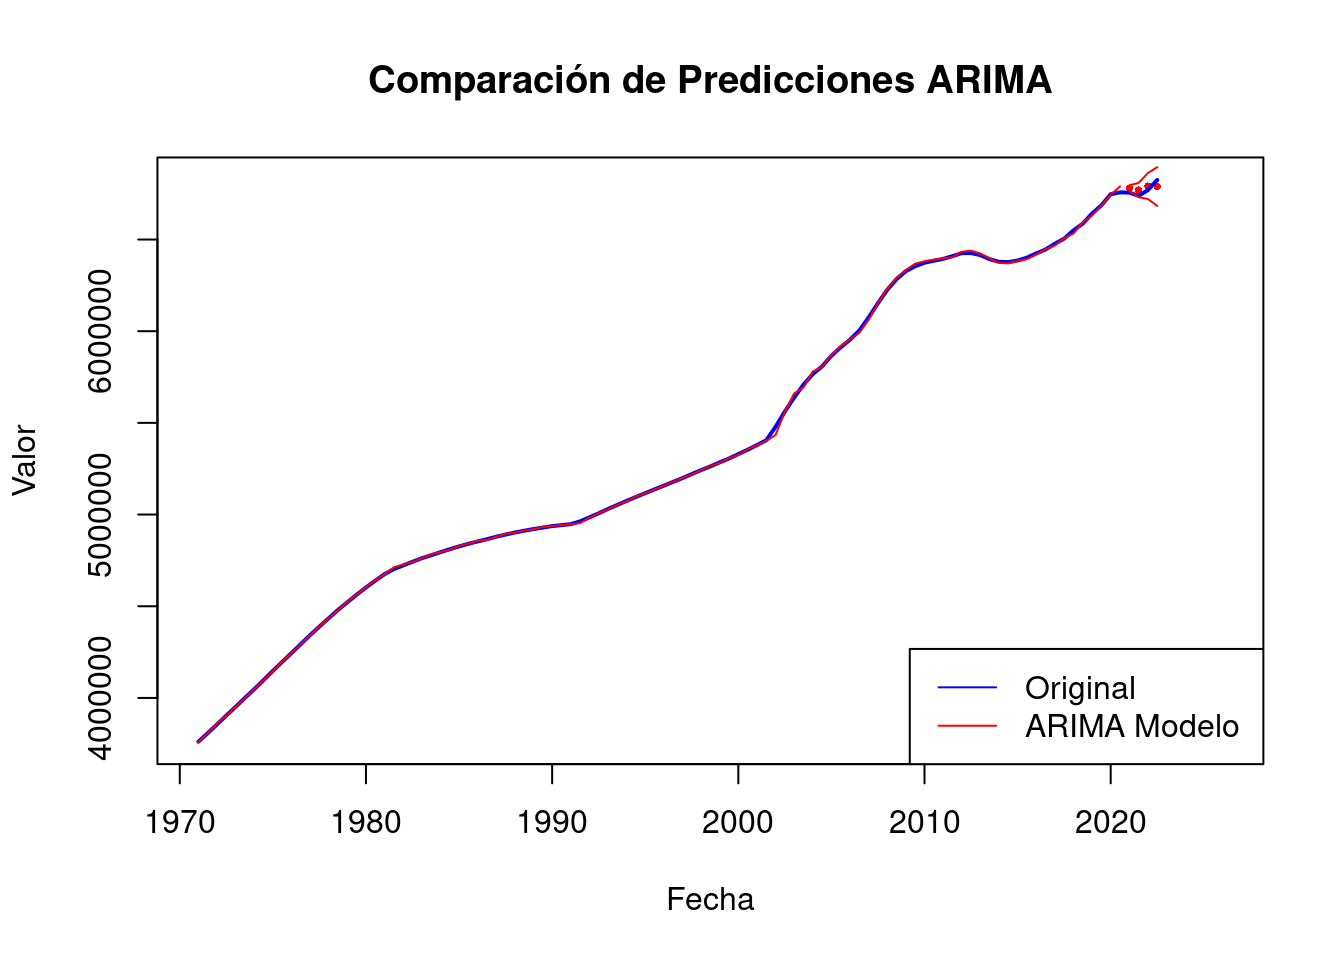 Comparación de Predicciones ARIMA
Valor
6000000
5000000
4000000
1970 1980 1990 2000 2010 2020
Fecha
Original
ARIMA Modelo